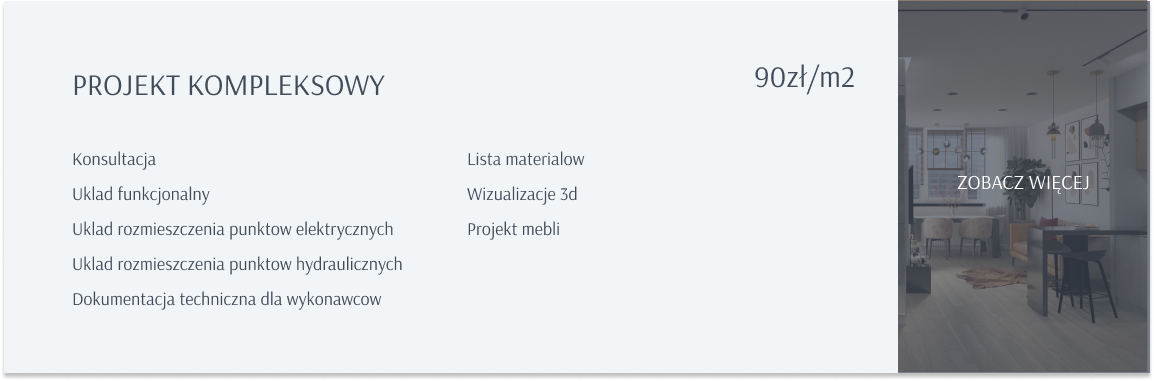 PROJEKT KOMPLEKSOWY
90zł/m2
Konsultacja
Uklad funkcjonalny
Uklad rozmieszczenia punktow elektrycznych
Uklad rozmieszczenia punktow hydraulicznych
Dokumentacja techniczna dla wykonawcow
Lista materialow
Wizualizacje 3d
Projekt mebli
ZOBACZ WIĘCEJ